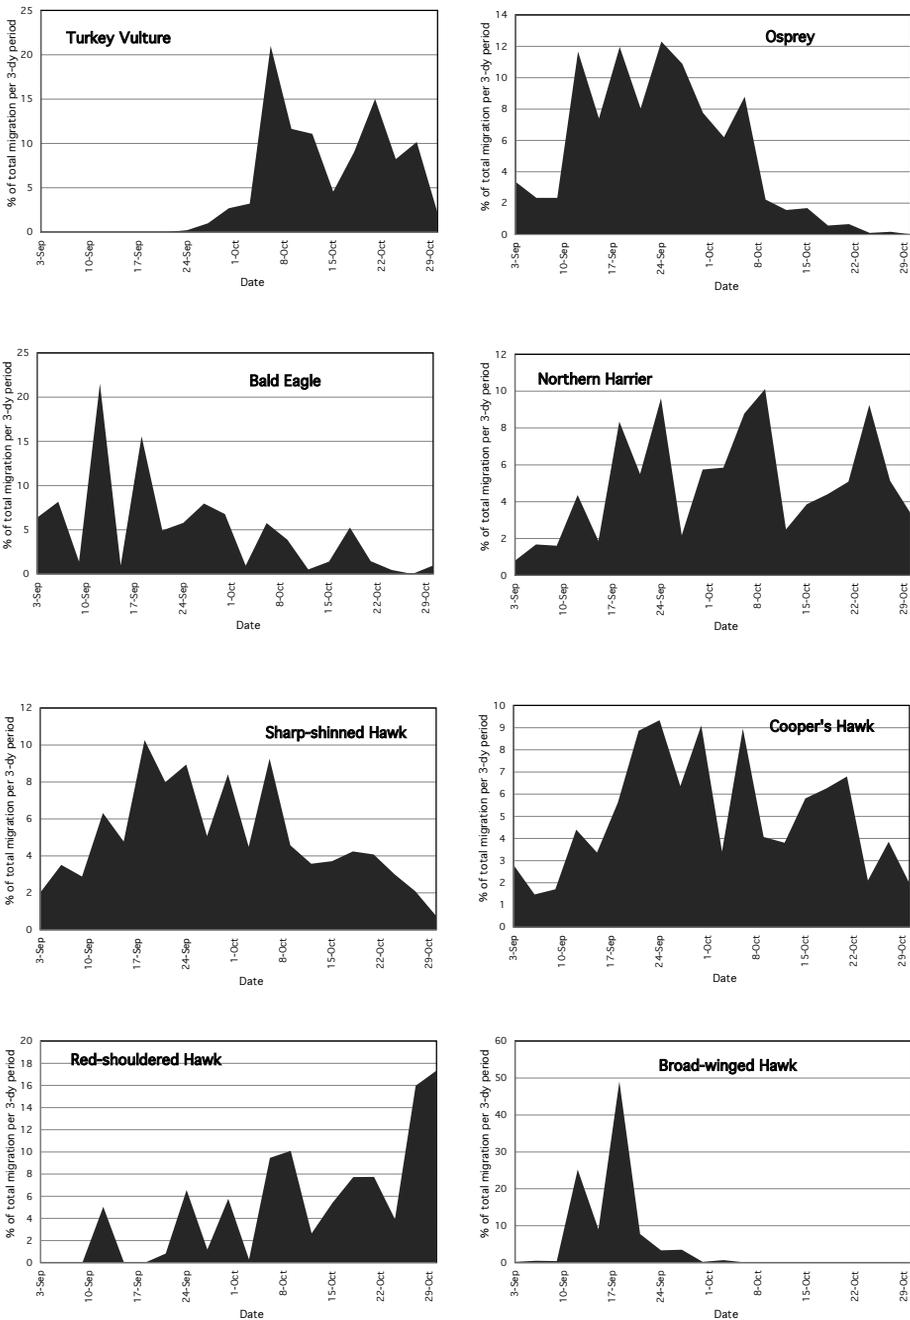 Turkey Vulture
% of total migration per 3-dy period
25
20
15
10
5
0
3-Sep
10-Sep
17-Sep
24-Sep
1-Oct
8-Oct
15-Oct
22-Oct
29-Oct
Date
Osprey
% of total migration per 3-dy period
14
12
10
8
6
4
2
0
3-Sep
10-Sep
17-Sep
24-Sep
1-Oct
8-Oct
15-Oct
22-Oct
29-Oct
Date
Bald Eagle
% of total migration per 3-dy period
25
20
15
10
5
0
3-Sep
10-Sep
17-Sep
24-Sep
1-Oct
8-Oct
15-Oct
22-Oct
29-Oct
Date
Northern Harrier
% of total migration per 3-dy period
12
10
8
6
4
2
0
3-Sep
10-Sep
17-Sep
24-Sep
1-Oct
8-Oct
15-Oct
22-Oct
29-Oct
Date
Sharp-shinned Hawk
% of total migration per 3-dy period
12
10
8
6
4
2
0
3-Sep
10-Sep
17-Sep
24-Sep
1-Oct
8-Oct
15-Oct
22-Oct
29-Oct
Date
Cooper's Hawk
% of total migration per 3-dy period
10
9
8
7
6
5
4
3
2
1
0
3-Sep
10-Sep
17-Sep
24-Sep
1-Oct
8-Oct
15-Oct
22-Oct
29-Oct
Date
Red-shouldered Hawk
% of total migration per 3-dy period
20
18
16
14
12
10
8
6
4
2
0
3-Sep
10-Sep
17-Sep
24-Sep
1-Oct
8-Oct
15-Oct
22-Oct
29-Oct
Date
Broad-winged Hawk
% of total migration per 3-dy period
60
50
40
30
20
10
0
3-Sep
10-Sep
17-Sep
24-Sep
1-Oct
8-Oct
15-Oct
22-Oct
29-Oct
Date